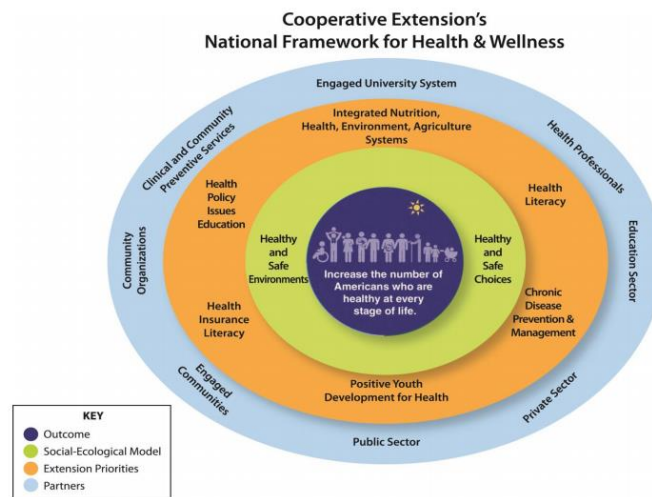 Cooperative Extension's
National Framework for Health & Wellness
Engaged University System
Clinical and Community
Preventive Services
Health Professionals
Community
Organizations
Education Sector
Engaged
Communities
Private Sector
Public Sector
Integrated Nutrition,
Health, Environment, Agriculture
Systems
Health
Policy
Issues
Education
Health
Literacy
Health
Insurance
Literacy
Chronic
Disease
Prevention &
Management
Positive Youth
Development for Health
Healthy
and
Safe
Environments
Healthy
and
Safe
Choices
Increase the number of
Americans who are
healthy at every
stage of life.
KEY
Outcome
Social-Ecological Model
Extension Priorities
Partners